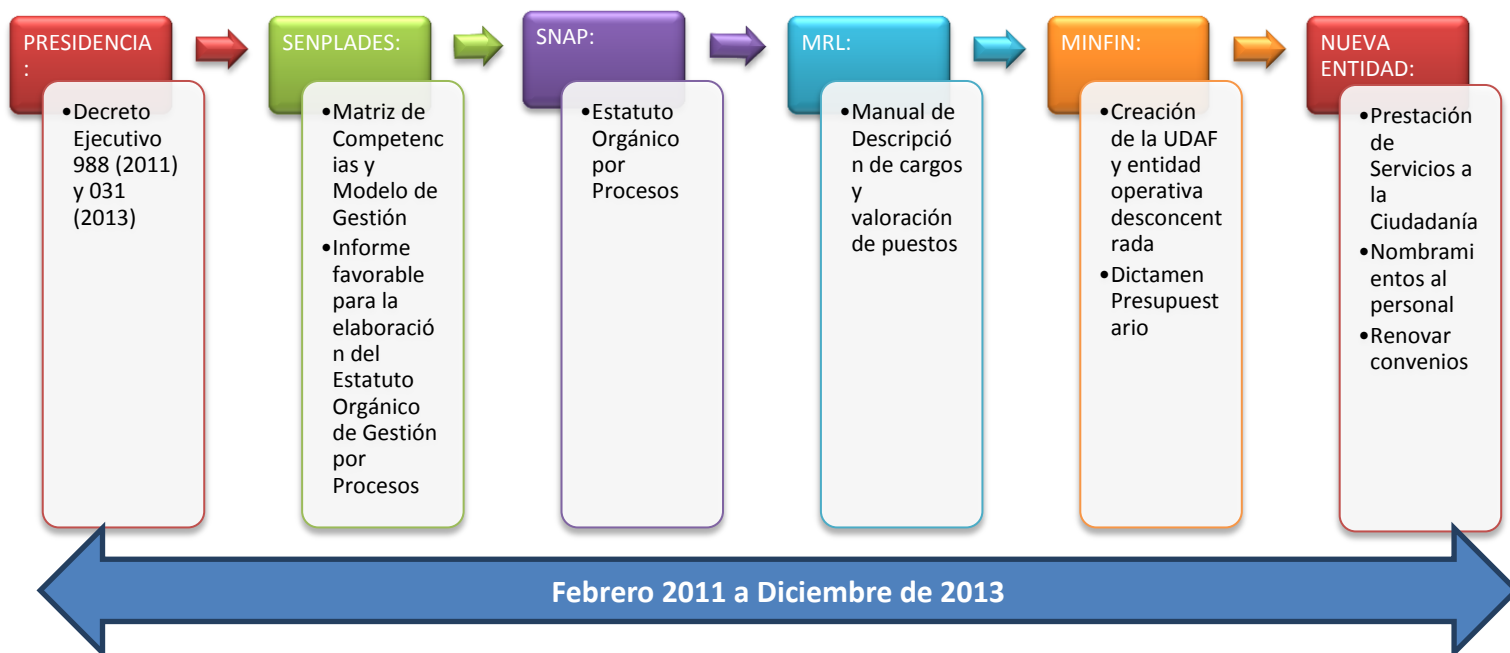 PRESIDENCIA
:
•Decreto
Ejecutivo
988 (2011)
y 031
(2013)
SENPLADES:
•Matriz de
Competenc
ias y
Modelo de
Gestión
•Informe
favorable
para la
elaboració
n del
Estatuto
Orgánico
de Gestión
por
Procesos
SNAP:
•Estatuto
Orgánico
por
Procesos
MRL:
•Manual de
Descripció
n de cargos
y
valoración
de puestos
MINFIN:
•Creación
de la UDAF
y entidad
operativa
desconcent
rada
•Dictamen
Presupuest
ario
NUEVA
ENTIDAD:
•Prestación
de
Servicios a
la
Ciudadanía
•Nombrami
entos al
personal
•Renovar
convenios
Febrero 2011 a Diciembre de 2013